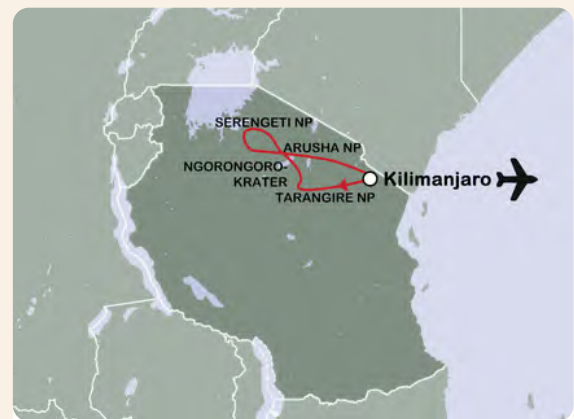 SERENGETI NP
ARUSHA NP
NGORONGORO-
KRATER
Kilimanjaro
TARANGIRE NP